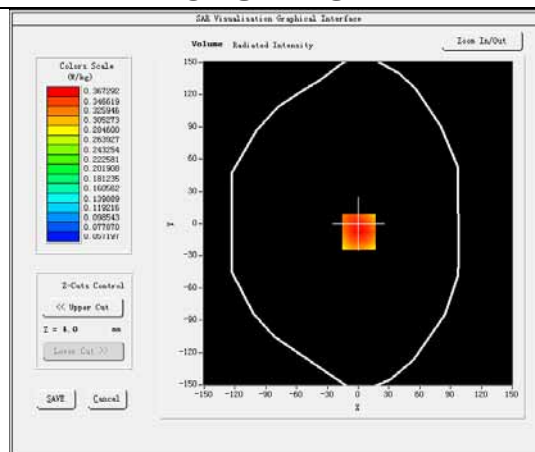 SAR Visualisation Graphical Interface
Volume Radiated Intensity
Zoom In/Out
Colors Scale
(W/kg)
0.367292
0.346619
0.325946
0.305273
0.284600
0.263927
0.243254
0.222581
0.201908
0.181235
0.160562
0.139889
0.119216
0.098543
0.077870
0.057197
Z-Cuts Control
<< Upper Cut
Z = 4.0 mm
Lower Cut >>
SAVE
Cancel
150
120
90
60
30
0
-30
-60
-90
-120
-150
Y
-150 -120 -90 -60 -30 0 30 60 90 120 150
X